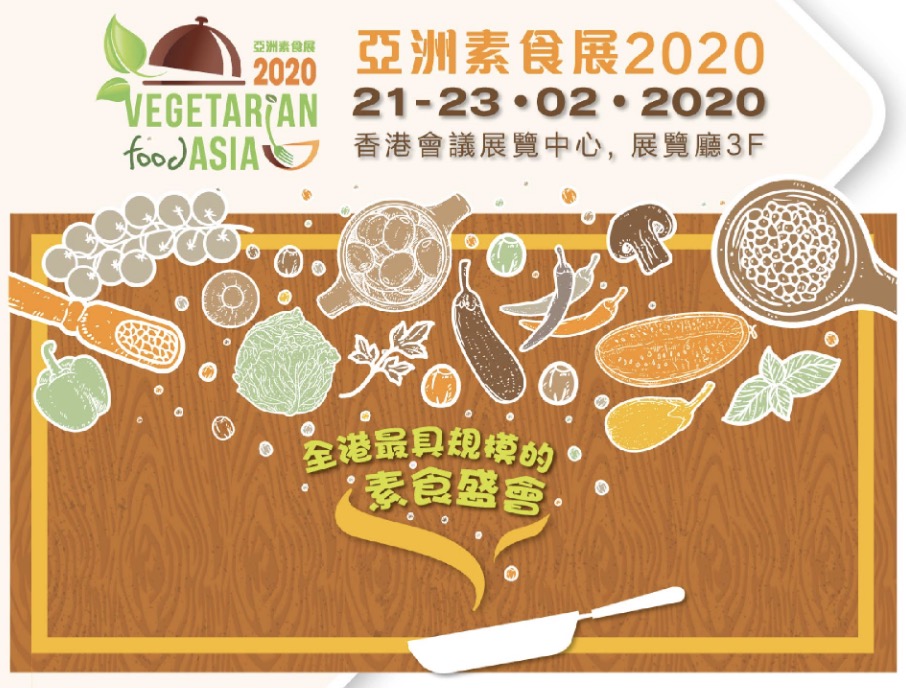 亞洲素食展
2020
VEGETARIAN
food ASIA
亞洲素食展2020
21-23•02•2020
香港會議展覽中心, 展覽廳3F
全港最具規模的
素食盛會